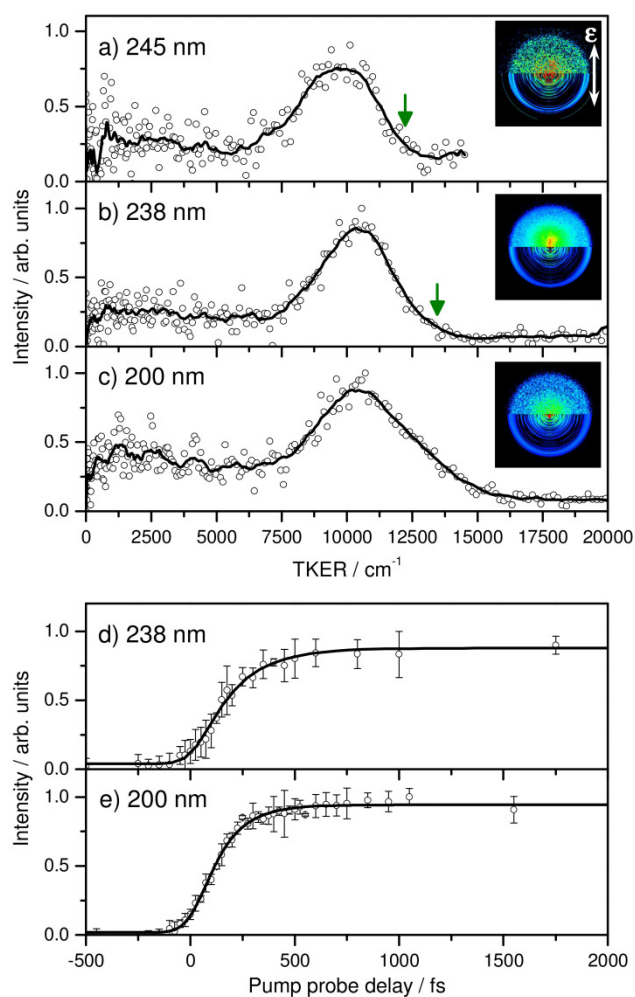 a) 245 nm
ε
1.0
0.5
0.0
b) 238 nm
1.0
0.5
0.0
c) 200 nm
1.0
0.5
0.0
Intensity / arb. units
0 2500 5000 7500 10000 12500 15000 17500 20000
TKER / cm⁻¹
d) 238 nm
1.0
0.5
0.0
e) 200 nm
1.0
0.5
0.0
Intensity / arb. units
-500 0 500 1000 1500 2000
Pump probe delay / fs